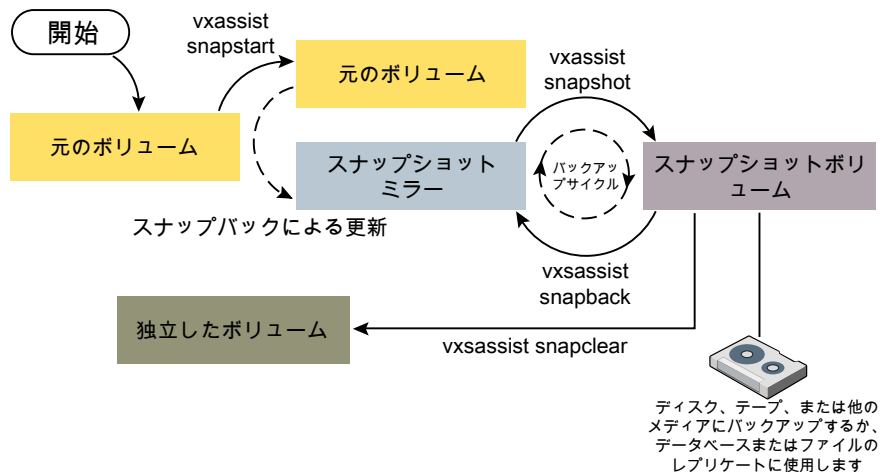 開始
vxassist
snapstart
元のボリューム
元のボリューム
vxassist
snapshot
スナップショット
ミラー
バックアッ
プサイクル
スナップショットボリ
ューム
スナップバックによる更新
vxsassist
snapback
独立したボリューム
vxsassist snapclear
ディスク、テープ、または他の
メディアにバックアップするか、
データベースまたはファイルの
レプリケートに使用します